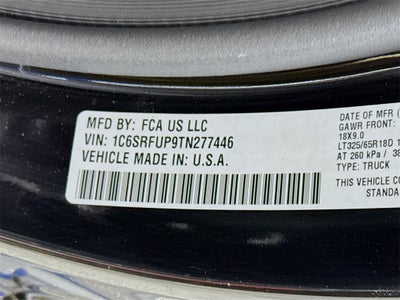 MFD BY: FCA US LLC
VIN: 1C6SRFUP9TN277446
VEHICLE MADE IN U.S.A.
DATE OF MFR
GAWR FRONT:
18X9.0
LT325/65R18D
AT 260 kPa /
TYPE: TRUCK
THIS VEHICLE